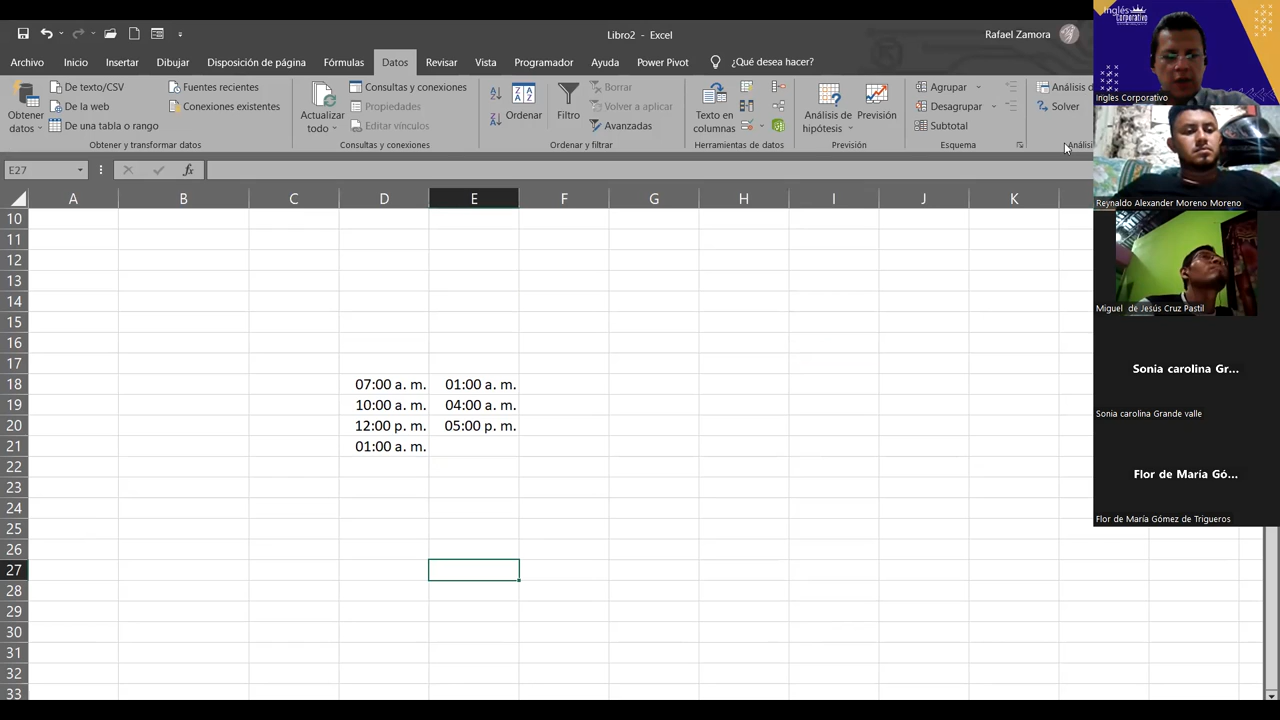 Libro2 - Excel
Rafael Zamora
Archivo
Inicio
Insertar
Dibujar
Disposición de página
Fórmulas
Datos
Revisar
Vista
Programador
Ayuda
Power Pivot
¿Qué desea hacer?
Obtener datos
De texto/CSV
De la web
De una tabla o rango
Fuentes recientes
Conexiones existentes
Obtener y transformar datos
Actualizar todo
Consultas y conexiones
Propiedades
Editar vínculos
Consultas y conexiones
Ordenar
Filtro
Borrar
Volver a aplicar
Avanzadas
Ordenar y filtrar
Texto en columnas
Herramientas de datos
Análisis de hipótesis
Previsión
Previsión
Agrupar
Desagrupar
Subtotal
Esquema
Análisis d
Solver
Análisi
E27
fx
A B C D E F G H I J K
10
11
12
13
14
15
16
17
18 07:00 a. m. 01:00 a. m.
19 10:00 a. m. 04:00 a. m.
20 12:00 p. m. 05:00 p. m.
21 01:00 a. m.
22
23
24
25
26
27
28
29
30
31
32
33
Inglés
Corporativo
Ingles Corporativo
Reynaldo Alexander Moreno Moreno
Miguel de Jesús Cruz Pastil
Sonia carolina Gr...
Sonia carolina Grande valle
Flor de María Gó...
Flor de María Gómez de Trigueros